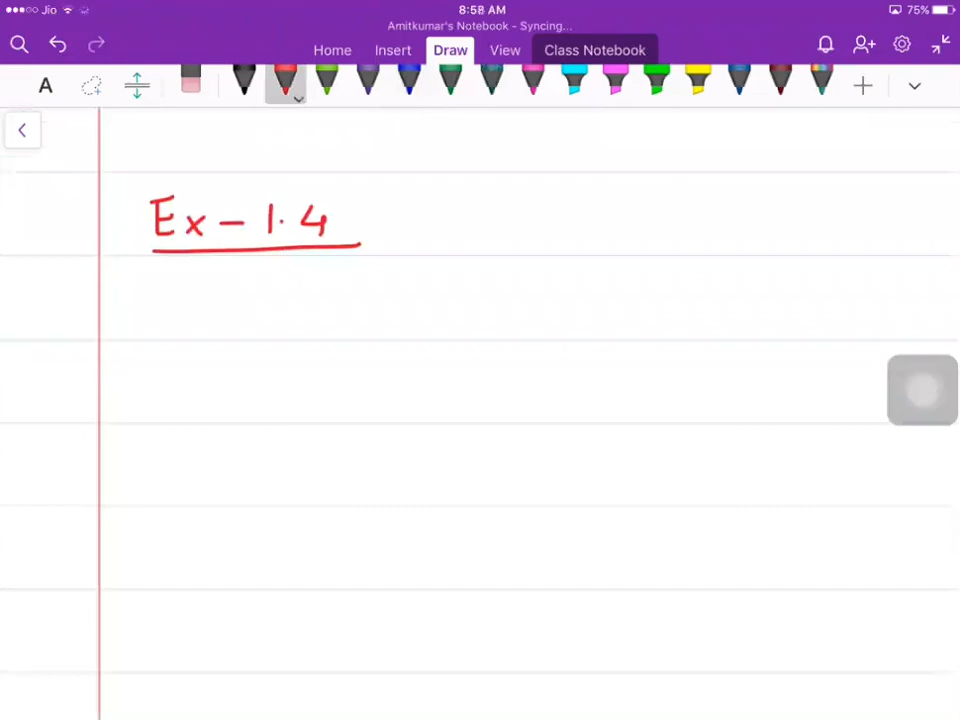 Jio 8:58 AM 75%
Amitkumar's Notebook - Syncing...
Home Insert Draw View Class Notebook
A
Ex - 1.4